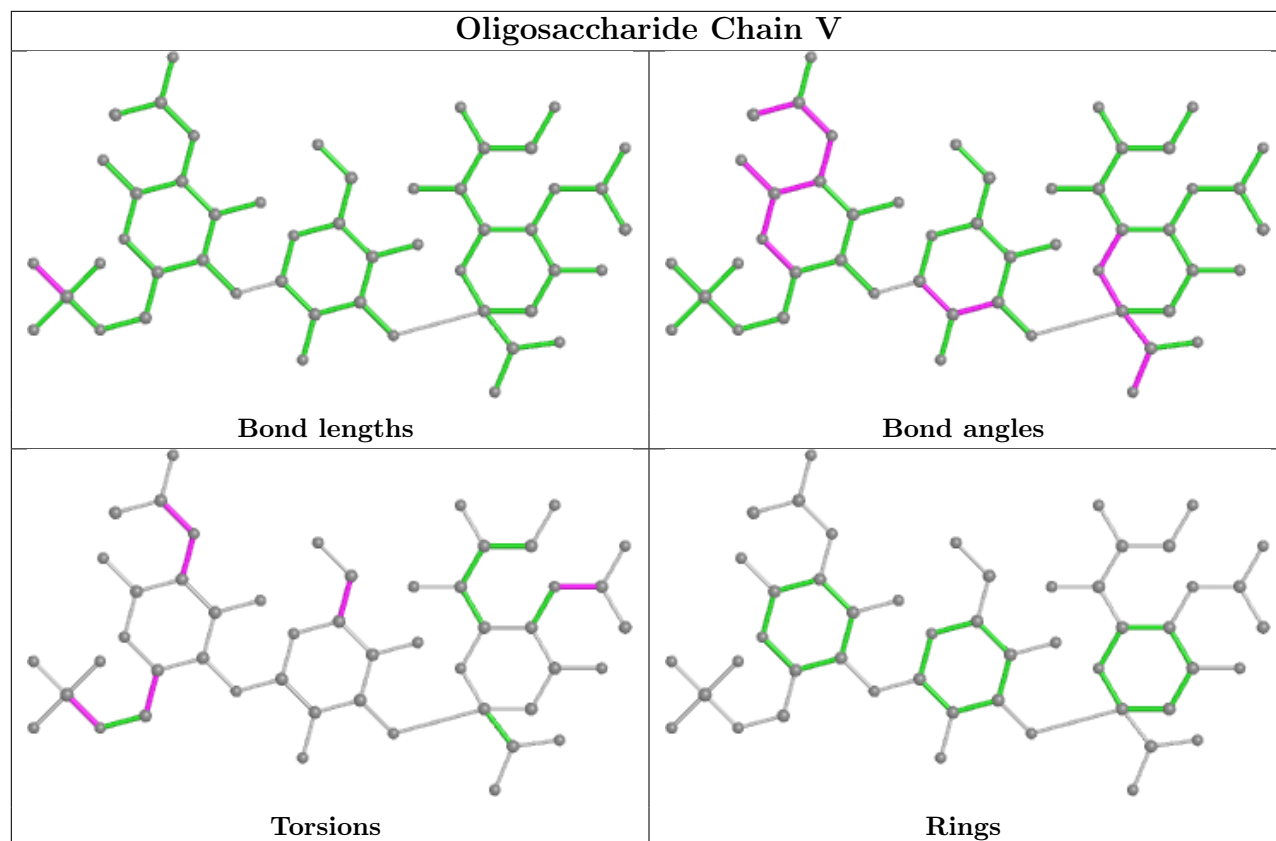 Oligosaccharide Chain V
Bond lengths
Bond angles
Torsions
Rings